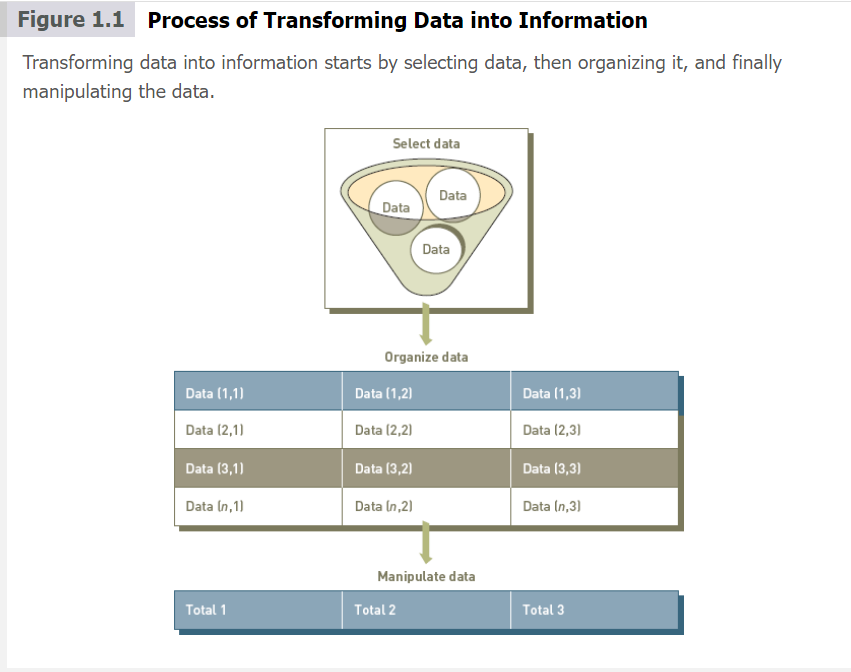 Figure 1.1 Process of Transforming Data into Information
Transforming data into information starts by selecting data, then organizing it, and finally
manipulating the data.
Select data
Data
Data
Data
Organize data
Data (1,1) Data (1,2) Data (1,3)
Data (2,1) Data (2,2) Data (2,3)
Data (3,1) Data (3,2) Data (3,3)
Data (n,1) Data (n,2) Data (n,3)
Manipulate data
Total 1 Total 2 Total 3